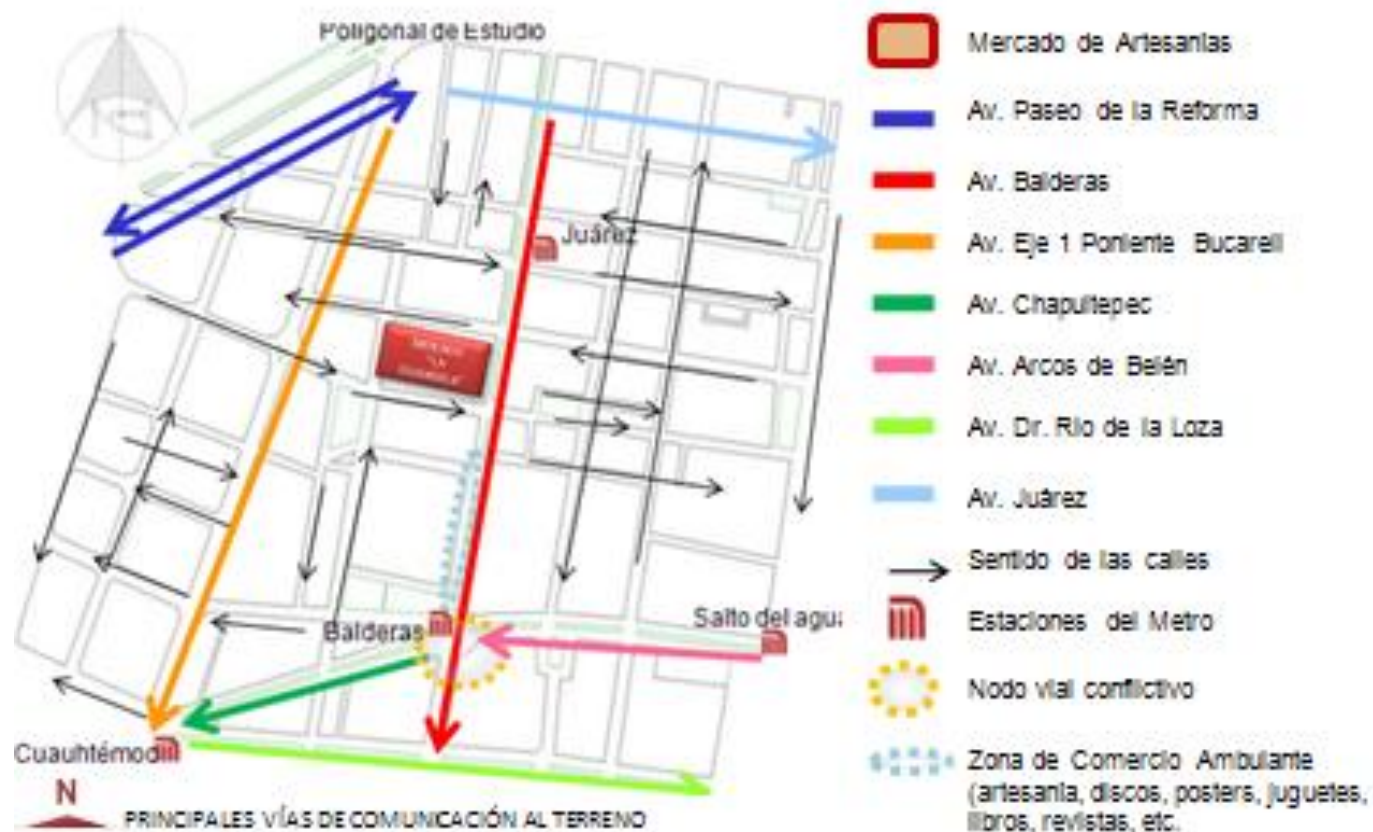 Poligonal de Estudio
Juárez
Balderas
Salto del agua
Cuauhtémoc
N
PRINCIPALES VÍAS DE COMUNICACIÓN AL TERRENO
Mercado de Artesanías
Av. Paseo de la Reforma
Av. Balderas
Av. Eje 1 Poniente Bucareli
Av. Chapultepec
Av. Arcos de Belén
Av. Dr. Río de la Loza
Av. Juárez
Sentido de las calles
Estaciones del Metro
Nodo vial conflictivo
Zona de Comercio Ambulante
(artesanía, discos, posters, juguetes,
libros, revistas, etc.